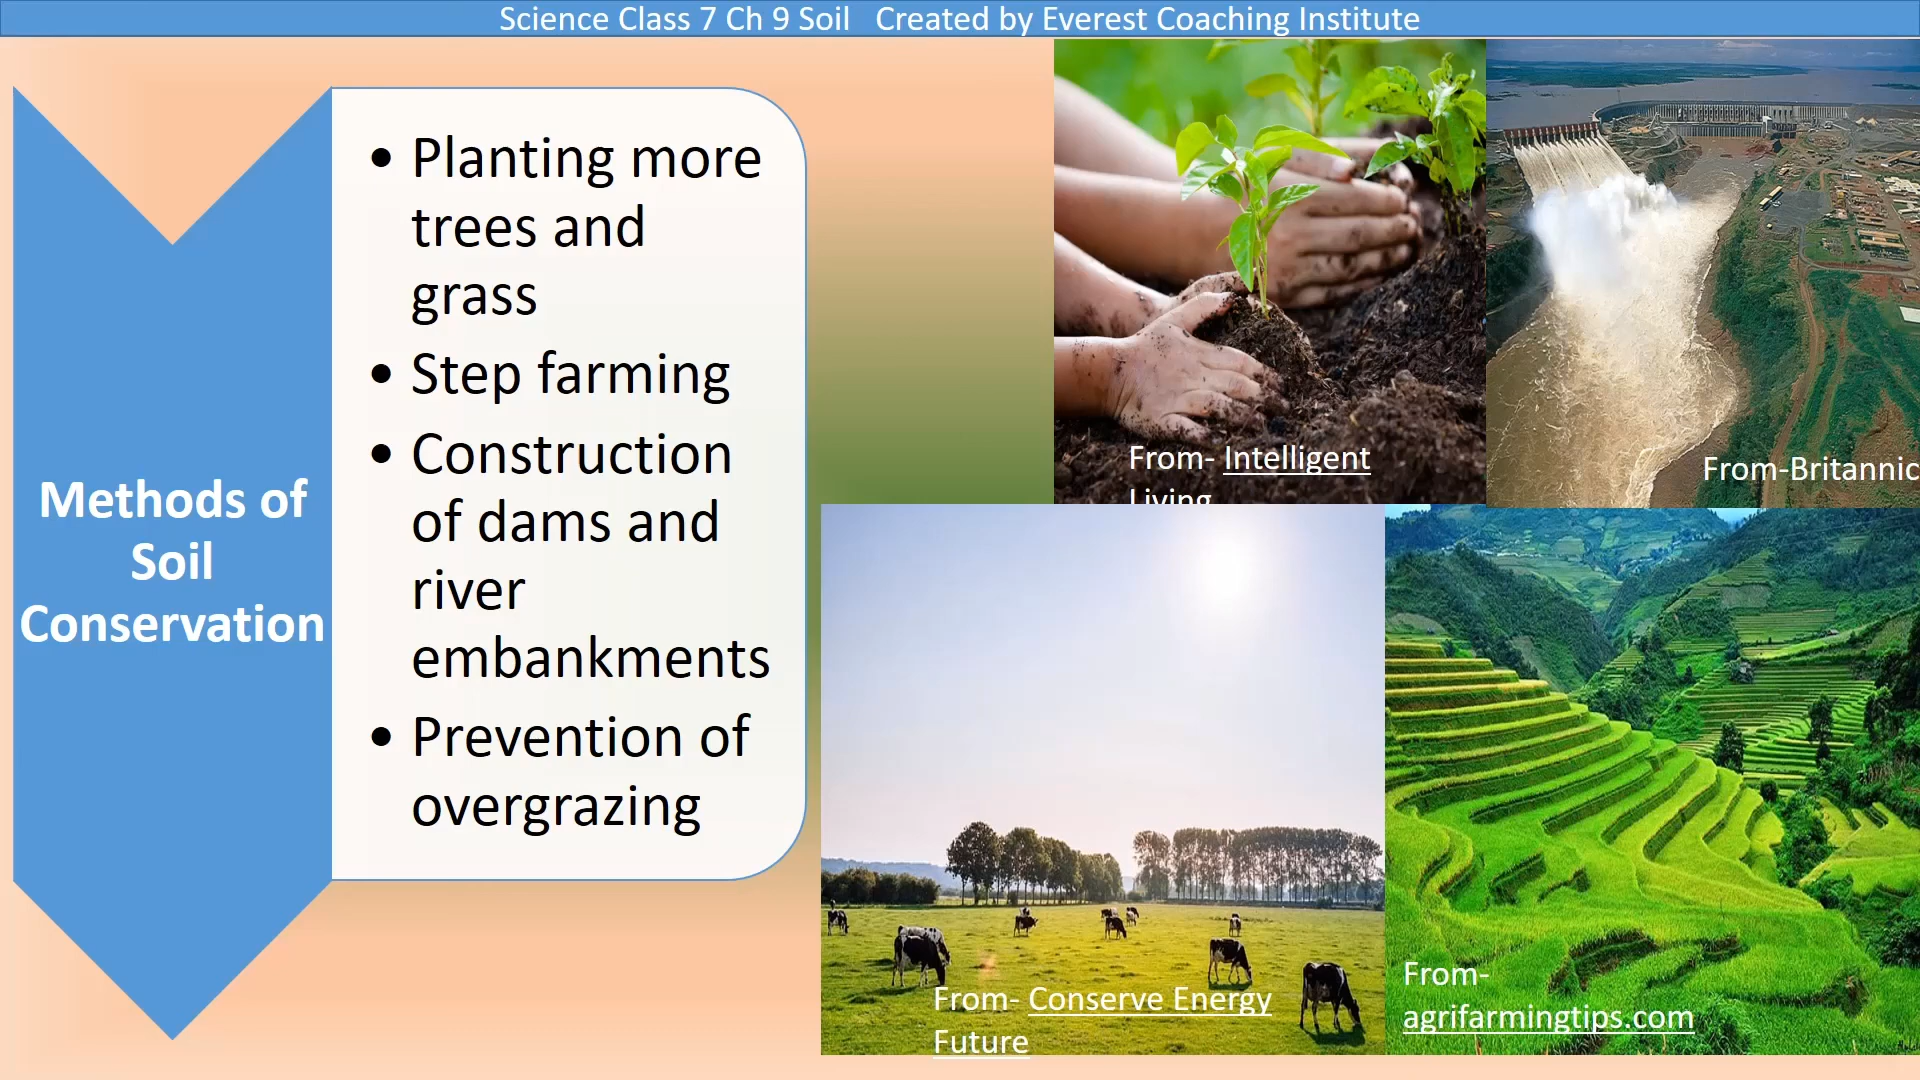 Science Class 7 Ch 9 Soil   Created by Everest Coaching Institute
Methods of
Soil
Conservation
• Planting more
trees and
grass
• Step farming
• Construction
of dams and
river
embankments
• Prevention of
overgrazing
From- Intelligent
Living
From-Britannic
From- Conserve Energy
Future
From-
agrifarmingtips.com